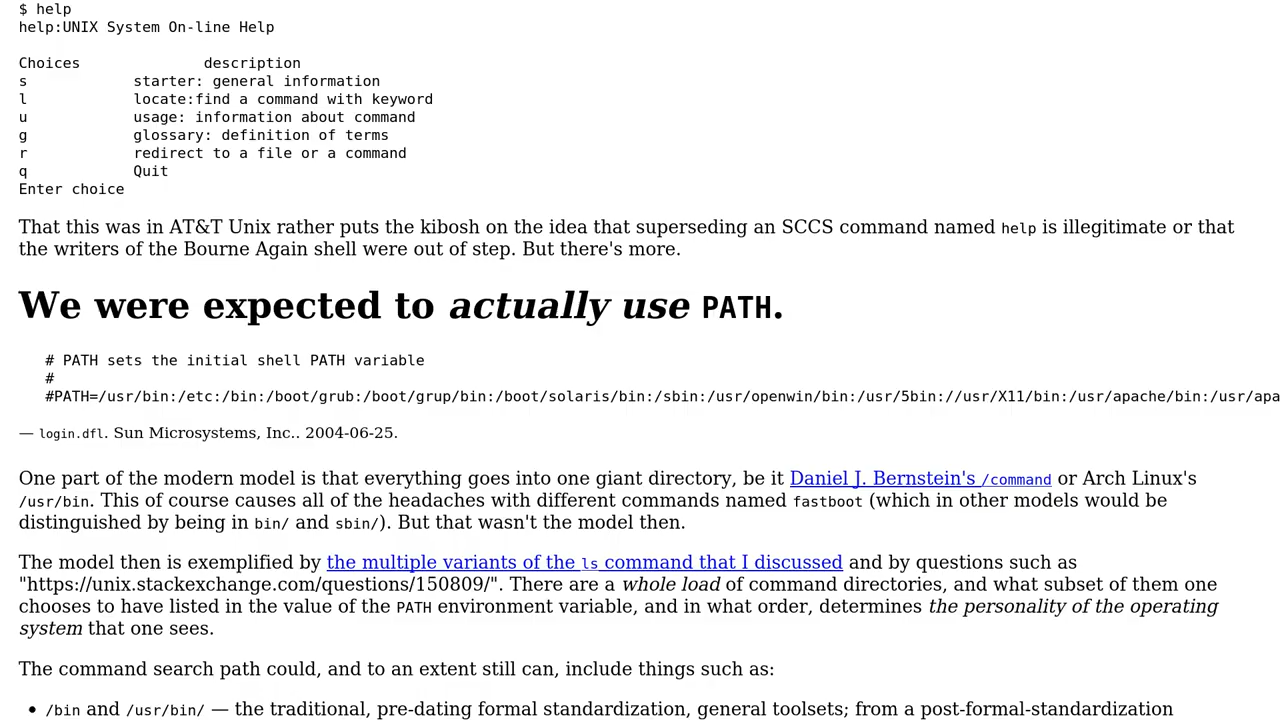 $ help
help:UNIX System On-line Help
Choices description
s starter: general information
l locate:find a command with keyword
u usage: information about command
g glossary: definition of terms
r redirect to a file or a command
q Quit
Enter choice
That this was in AT&T Unix rather puts the kibosh on the idea that superseding an SCCS command named help is illegitimate or that
the writers of the Bourne Again shell were out of step. But there's more.
We were expected to actually use PATH.
# PATH sets the initial shell PATH variable
#
#PATH=/usr/bin:/etc:/bin:/boot/grub:/boot/grup/bin:/boot/solaris/bin:/sbin:/usr/openwin/bin:/usr/5bin://usr/X11/bin:/usr/apache/bin:/usr/apa
— login.dfl. Sun Microsystems, Inc.. 2004-06-25.
One part of the modern model is that everything goes into one giant directory, be it Daniel J. Bernstein's /command or Arch Linux's
/usr/bin. This of course causes all of the headaches with different commands named fastboot (which in other models would be
distinguished by being in bin/ and sbin/). But that wasn't the model then.
The model then is exemplified by the multiple variants of the ls command that I discussed and by questions such as
"https://unix.stackexchange.com/questions/150809/". There are a whole load of command directories, and what subset of them one
chooses to have listed in the value of the PATH environment variable, and in what order, determines the personality of the operating
system that one sees.
The command search path could, and to an extent still can, include things such as:
• /bin and /usr/bin/ — the traditional, pre-dating formal standardization, general toolsets; from a post-formal-standardization